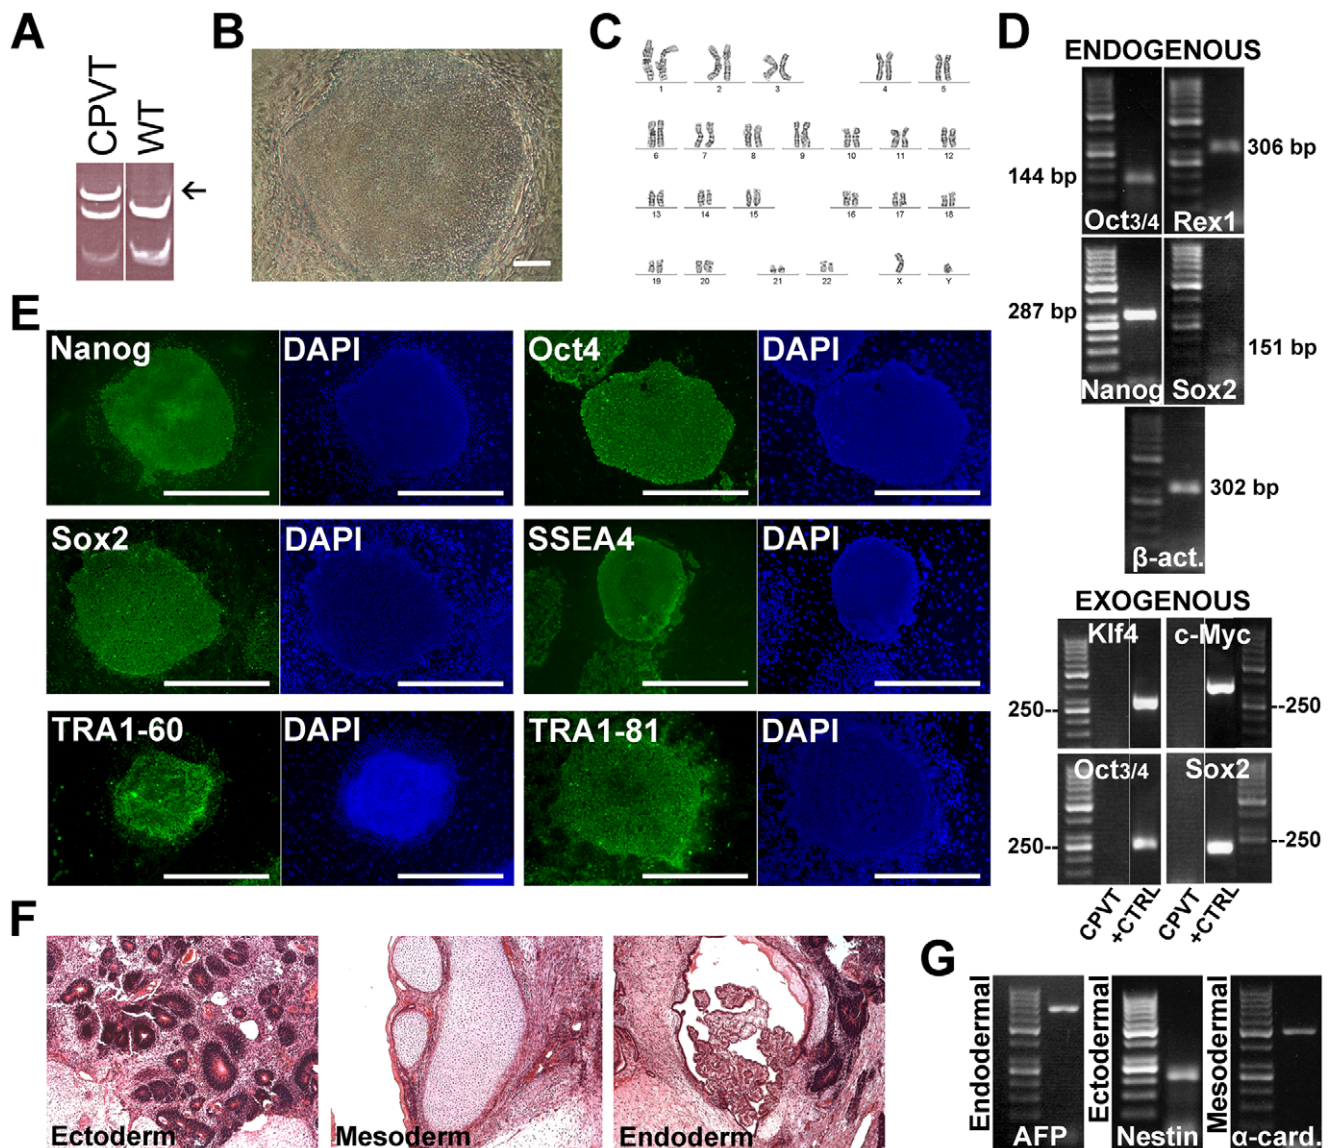 A
CPVT
WT
B
C
1 2 3 4 5
6 7 8 9 10 11 12
13 14 15 16 17 18
19 20 21 22 X Y
D
ENDOGENOUS
144 bp
306 bp
Oct3/4 Rex1
287 bp
151 bp
Nanog Sox2
302 bp
β-act.
EXOGENOUS
Klf4 c-Myc
250-- --250
Oct3/4 Sox2
250-- --250
CPVT
+CTRL
CPVT
+CTRL
E
Nanog DAPI Oct4 DAPI
Sox2 DAPI SSEA4 DAPI
TRA1-60 DAPI TRA1-81 DAPI
F
Ectoderm Mesoderm Endoderm
G
Endodermal
AFP
Ectodermal
Nestin
Mesodermal
α-card.